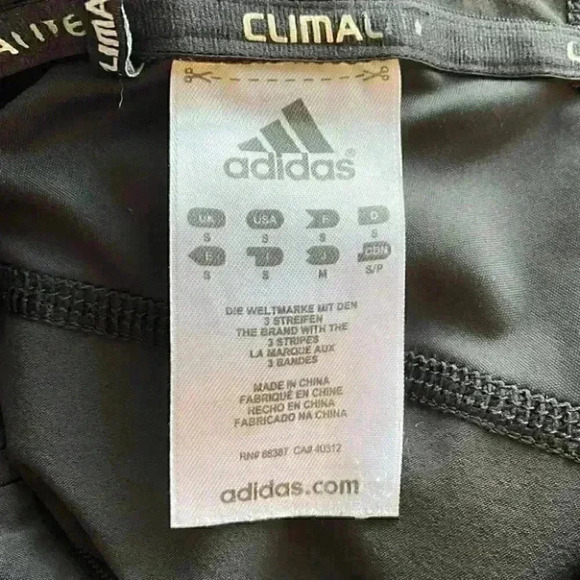 ALITE CLIMAL
CLIMA
adidas
UK USA F D
S S S S
E I J CDN
S S M S/P
DIE WELTMARKE MIT DEN
3 STREIFEN
THE BRAND WITH THE
3 STRIPES
LA MARQUE AUX
3 BANDES
MADE IN CHINA
FABRIQUÉ EN CHINE
HECHO EN CHINA
FABRICADO NA CHINA
RN# 88387 CA# 40312
adidas.com